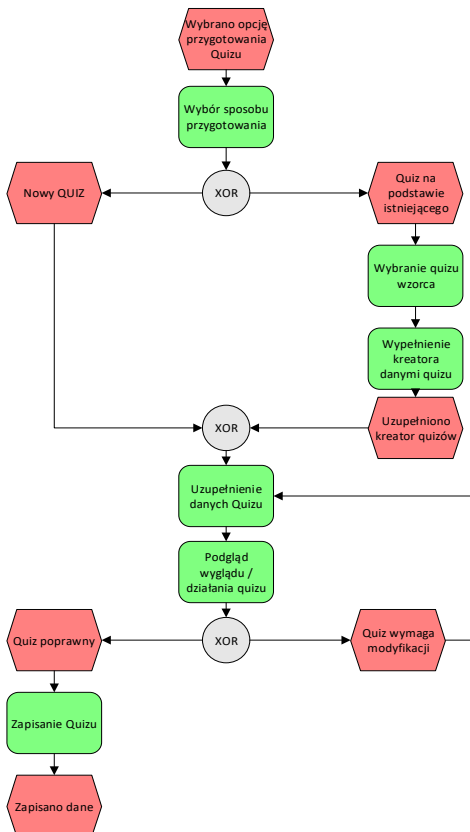 Wybrano opcję
przygotowania
Quizu
Wybór sposobu
przygotowania
Nowy QUIZ
XOR
Quiz na
podstawie
istniejącego
Wybranie quizu
wzorca
Wypełnienie
kreatora
danymi quizu
XOR
Uzupełniono
kreator quizów
Uzupełnienie
danych Quizu
Podgląd
wyglądu /
działania quizu
Quiz poprawny
XOR
Quiz wymaga
modyfikacji
Zapisanie Quizu
Zapisano dane